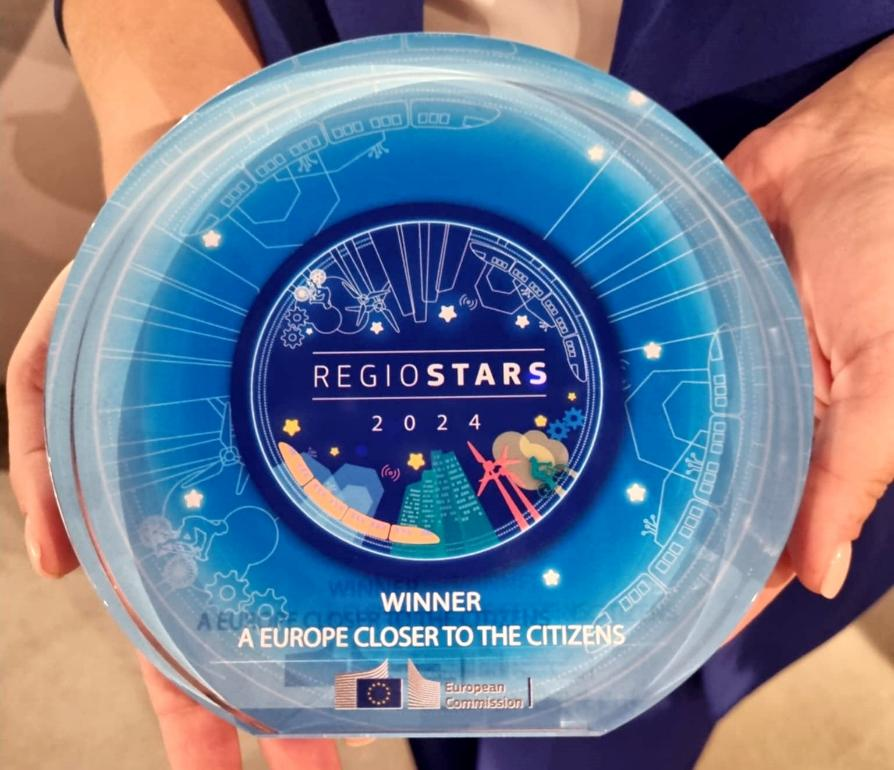 REGIOSTARS
2024
WINNER
A EUROPE CLOSER TO THE CITIZENS
European
Commission